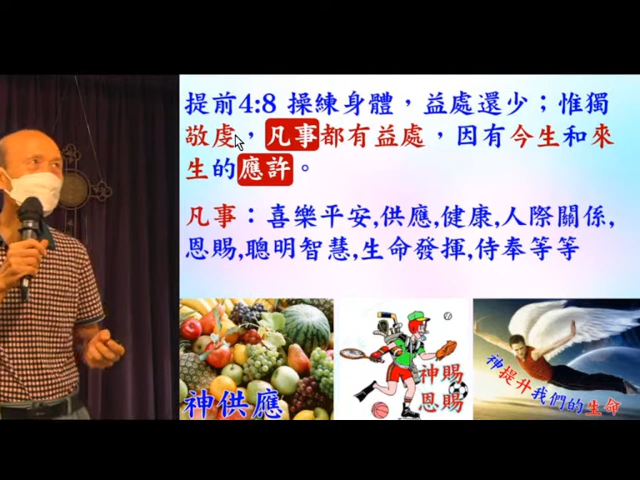 提前4:8 操練身體，益處還少；惟獨
敬虔，凡事都有益處，因有今生和來
生的應許。
凡事：喜樂平安,供應,健康,人際關係,
恩賜,聰明智慧,生命發揮,侍奉等等
神供應
神賜
恩賜
神提升我們的生命